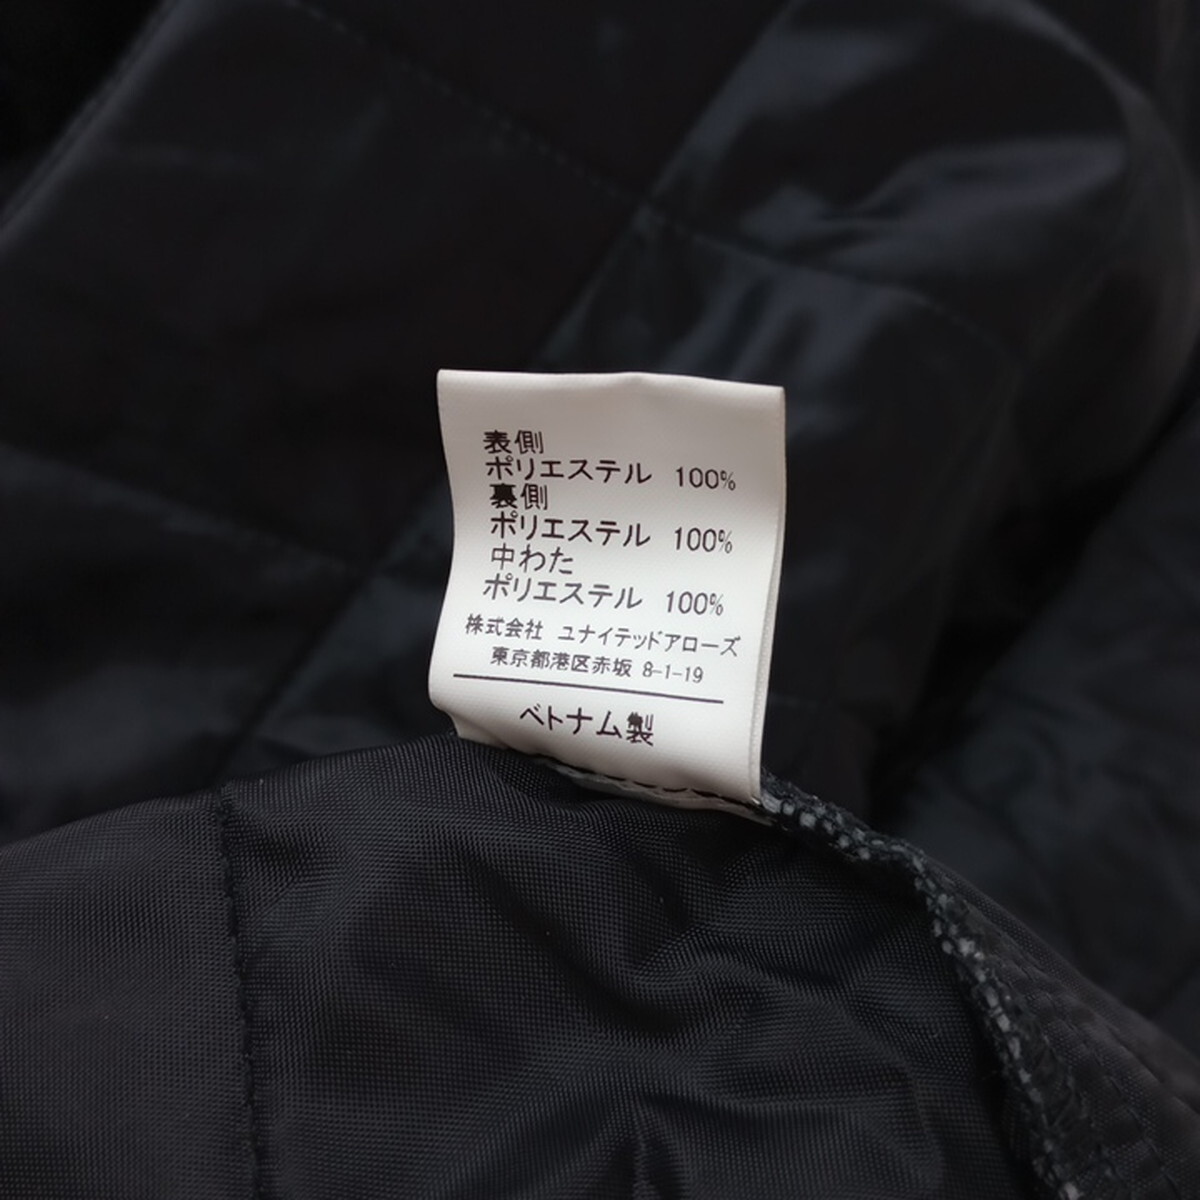 表側
ポリエステル 100%
裏側
ポリエステル 100%
中わた
ポリエステル 100%
株式会社 ユナイテッドアローズ
東京都港区赤坂 8-1-19
ベトナム製